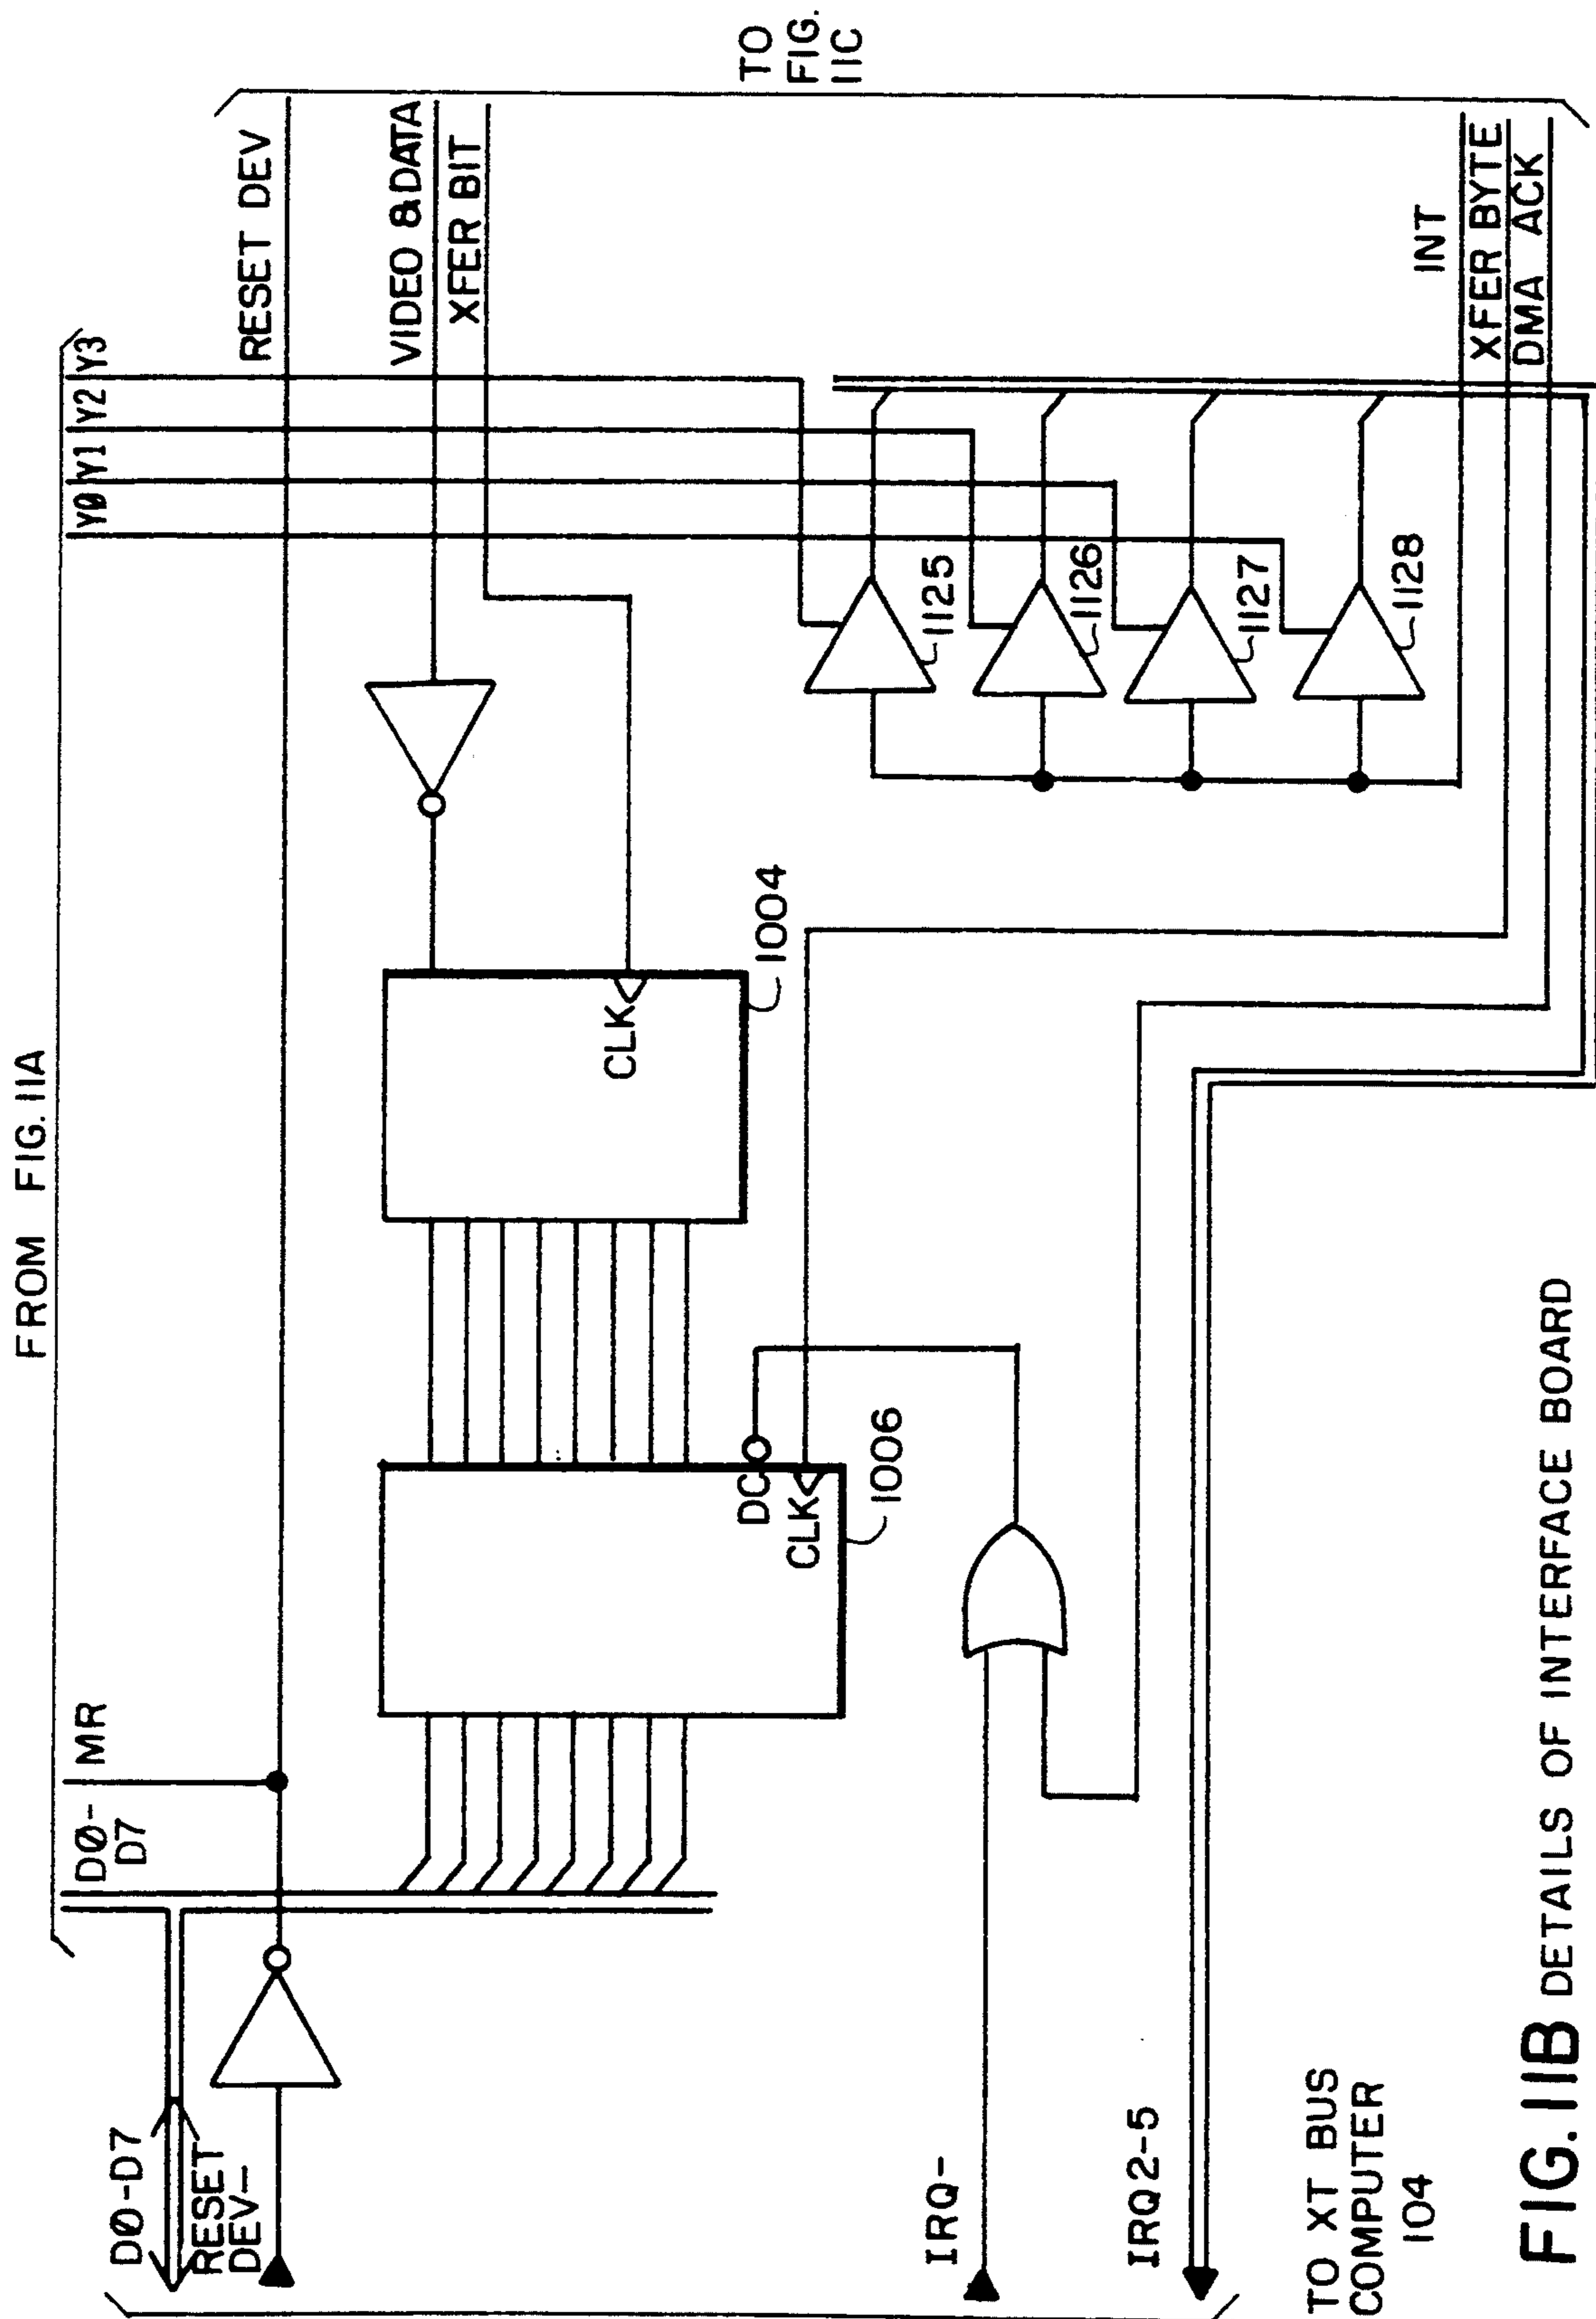 FROM FIG. 11A
D0-D7
MR
Y0
Y1
Y2
Y3
D0-D7
RESET
DEV-
RESET DEV
VIDEO & DATA
XFER BIT
TO
FIG.
11C
CLK
1004
DC
CLK
1006
1125
1126
1127
1128
INT
XFER BYTE
DMA ACK
IRQ-
IRQ2-5
TO XT BUS
COMPUTER
104
FIG. 11B DETAILS OF INTERFACE BOARD